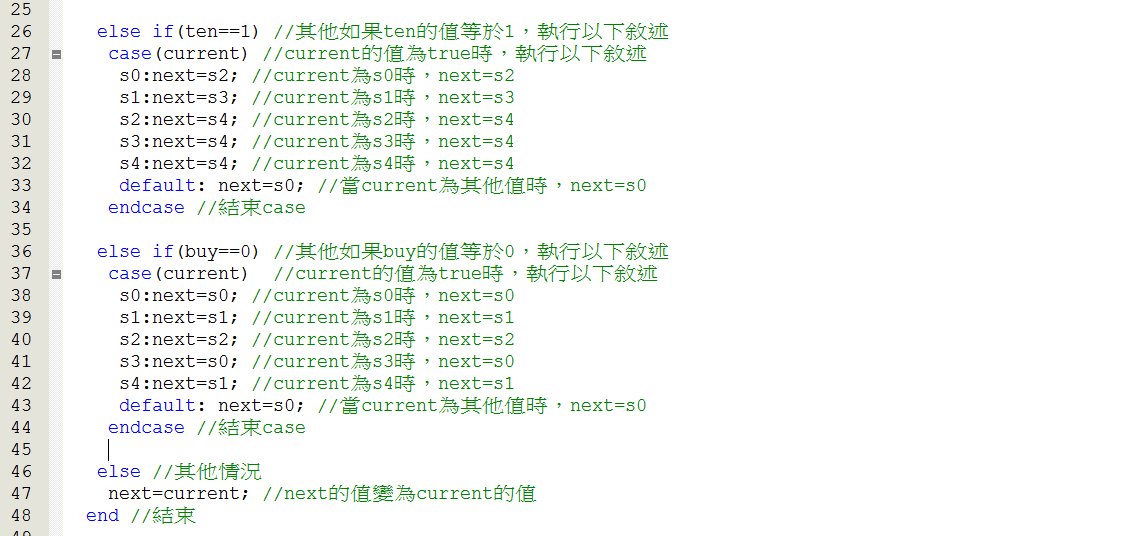 25
26 else if(ten==1) //其他如果ten的值等於1，執行以下敘述
27 case(current) //current的值為true時，執行以下敘述
28 s0:next=s2; //current為s0時，next=s2
29 s1:next=s3; //current為s1時，next=s3
30 s2:next=s4; //current為s2時，next=s4
31 s3:next=s4; //current為s3時，next=s4
32 s4:next=s4; //current為s4時，next=s4
33 default: next=s0; //當current為其他值時，next=s0
34 endcase //結束case
35
36 else if(buy==0) //其他如果buy的值等於0，執行以下敘述
37 case(current)  //current的值為true時，執行以下敘述
38 s0:next=s0; //current為s0時，next=s0
39 s1:next=s1; //current為s1時，next=s1
40 s2:next=s2; //current為s2時，next=s2
41 s3:next=s0; //current為s3時，next=s0
42 s4:next=s1; //current為s4時，next=s1
43 default: next=s0; //當current為其他值時，next=s0
44 endcase //結束case
45
46 else //其他情況
47 next=current; //next的值變為current的值
48 end //結束